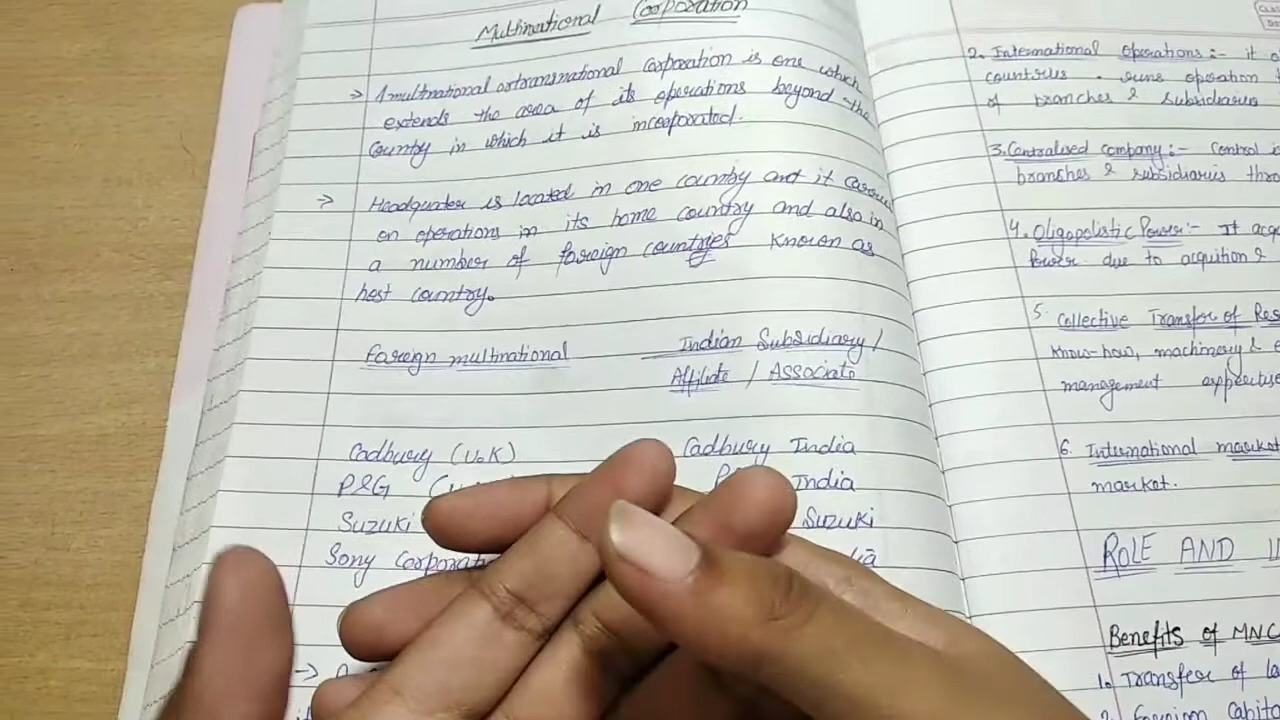 Multinational Corporation
=> A multnational or transnational corporation is one which
extends the area of its operations beyond the
country in which it is incorporated.
=> Headquater is located in one country and it carries
on operations in its home country and also in
a number of foreign countries known as
host country.
Foreign multinational
Indian Subsidiary /
Affiliate / Associate
Cadbury (U.K) Cadbury India
P&G India
Suzuki Suzuki
Sony
2. International Operations :- it
countries. runs operation
of branches & subsidiaries
3. Centralised company :- Control
branches & subsidiaries
4. Oligopolistic Power :- It
Power due to acquition &
5. Collective Transfer of
Know-how, machinery &
management
6. International market
market.
ROLE AND
Benefits of MNC
1. Transfer of
2. Foreign